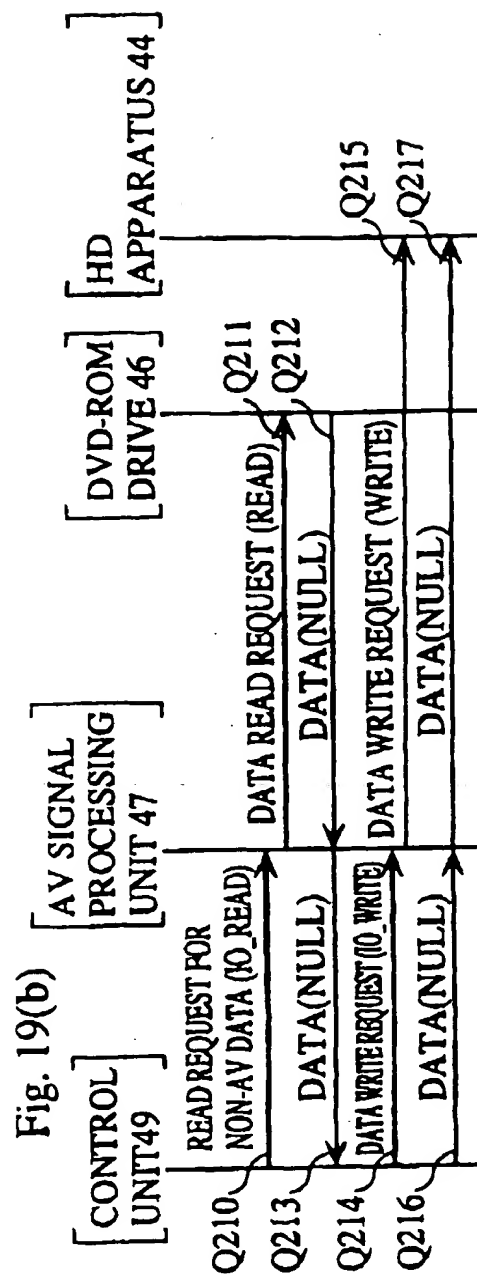 Fig. 19(b)
CONTROL
UNIT49
AV SIGNAL
PROCESSING
UNIT 47
DVD-ROM
DRIVE 46
HD
APPARATUS 44
Q210
READ REQUEST FOR
NON-AV DATA (IO_READ)
DATA READ REQUEST (READ)
Q211
Q213
DATA(NULL)
DATA(NULL)
Q212
Q214
DATA WRITE REQUEST (IO_WRITE)
DATA WRITE REQUEST (WRITE)
Q215
Q216
DATA(NULL)
DATA(NULL)
Q217